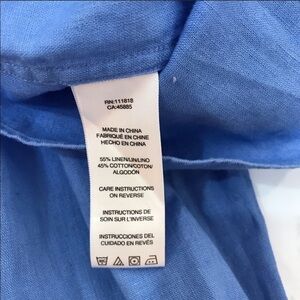 RN:111818
CA:45885
MADE IN CHINA
FABRIQUÉ EN CHINE
HECHO EN CHINA
55% LINEN/LIN/LINO
45% COTTON/COTON/
ALGODÓN
CARE INSTRUCTIONS
ON REVERSE
INSTRUCTIONS DE
SOIN SUR L'INVERSE
INSTRUCCIONES DEL
CUIDADO EN REVÉS